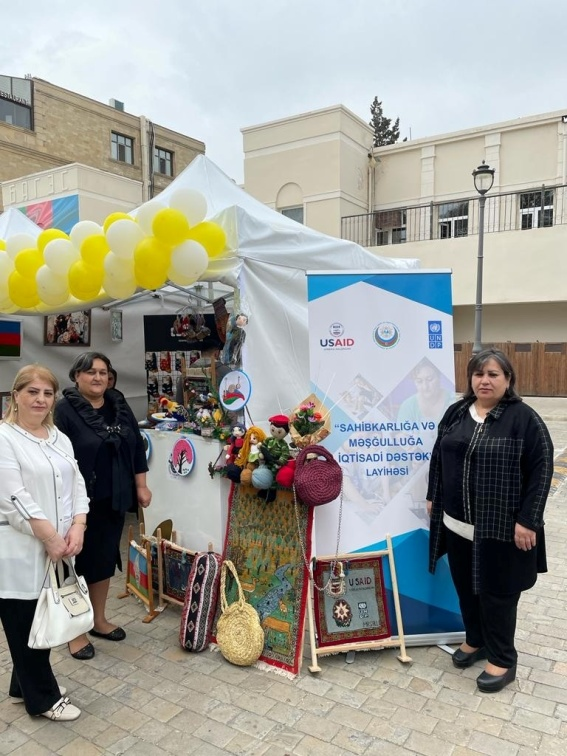 USAID
U N
D P
"SAHİBKARLIĞA VƏ
MƏŞĞULLUĞA
İQTİSADİ DƏSTƏK"
LAYİHƏSİ
USAID